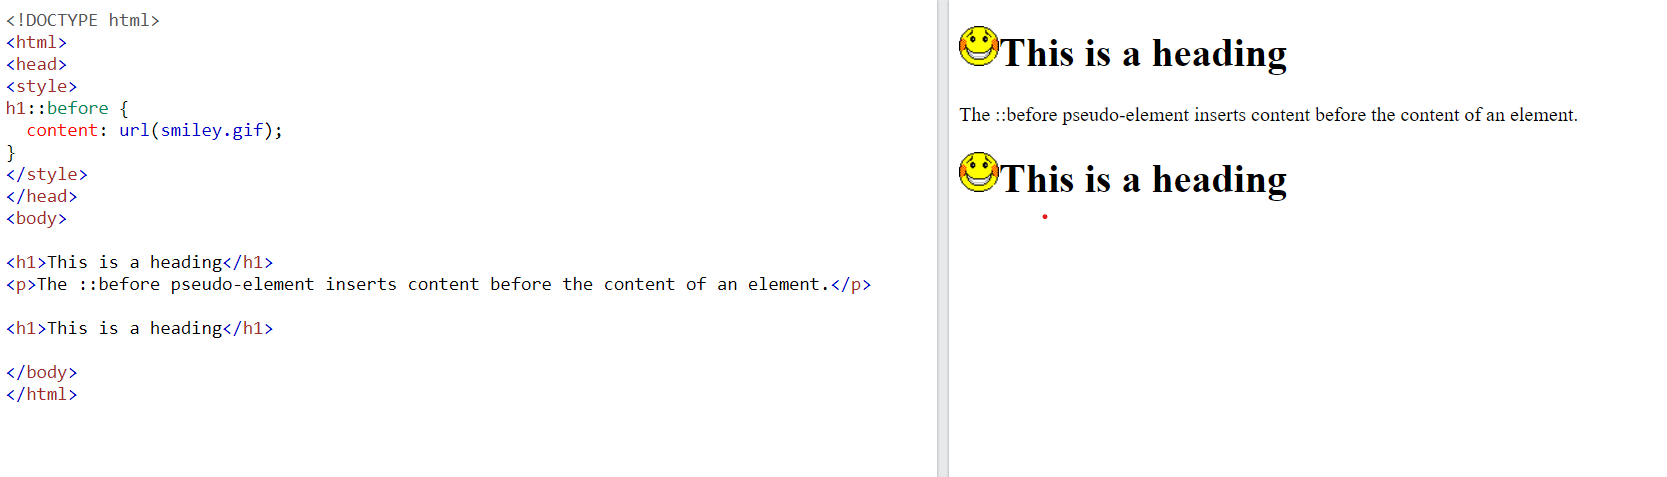 <!DOCTYPE html>
<html>
<head>
<style>
h1::before {
  content: url(smiley.gif);
}
</style>
</head>
<body>

<h1>This is a heading</h1>
<p>The ::before pseudo-element inserts content before the content of an element.</p>

<h1>This is a heading</h1>

</body>
</html>
This is a heading
The ::before pseudo-element inserts content before the content of an element.
This is a heading